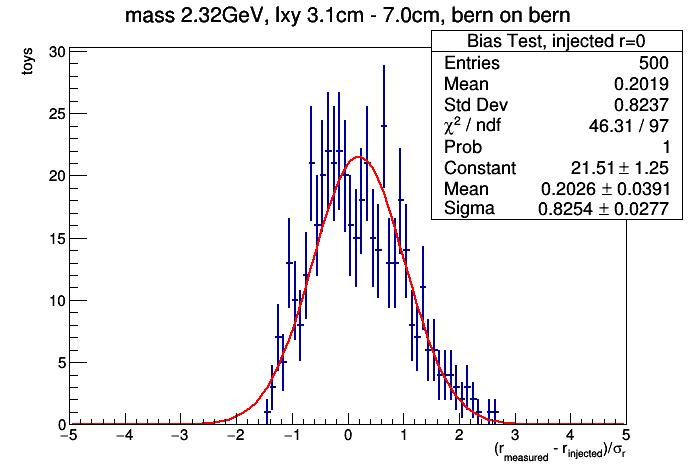 mass 2.32GeV, lxy 3.1cm - 7.0cm, bern on bern
Bias Test, injected r=0
Entries 500
Mean 0.2019
Std Dev 0.8237
χ² / ndf 46.31 / 97
Prob 1
Constant 21.51 ± 1.25
Mean 0.2026 ± 0.0391
Sigma 0.8254 ± 0.0277
toys
30
25
20
15
10
5
0
−5 −4 −3 −2 −1 0 1 2 3 4 5
(r_measured - r_injected)/σ_r